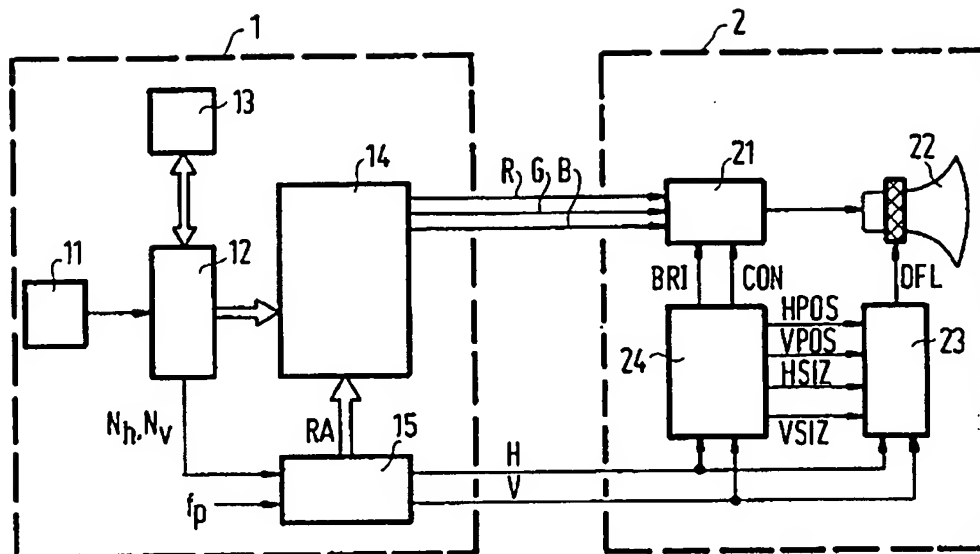 1
2
13
14
R G B
21
22
11
12
BRI CON
DFL
HPOS
VPOS
HSIZ
VSIZ
24
23
Nh, Nv
RA
15
H
V
fp